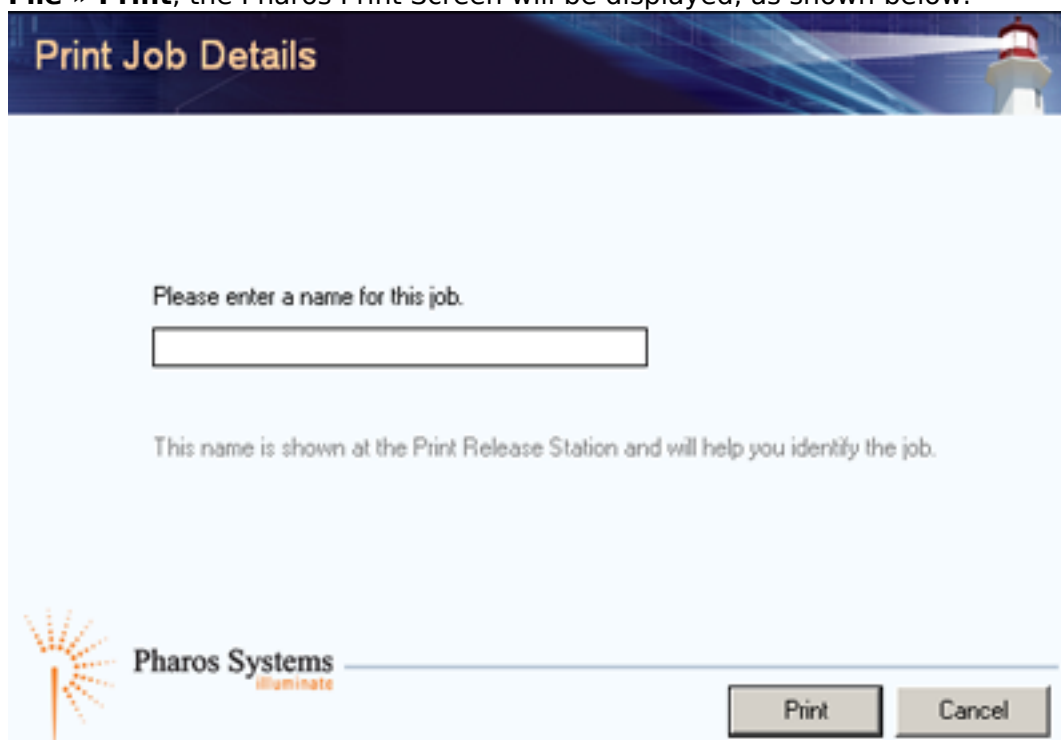 File » Print, the Pharos Print Screen will be displayed, as shown below.
Print Job Details
Please enter a name for this job.
This name is shown at the Print Release Station and will help you identify the job.
Pharos Systems
illuminate
Print Cancel